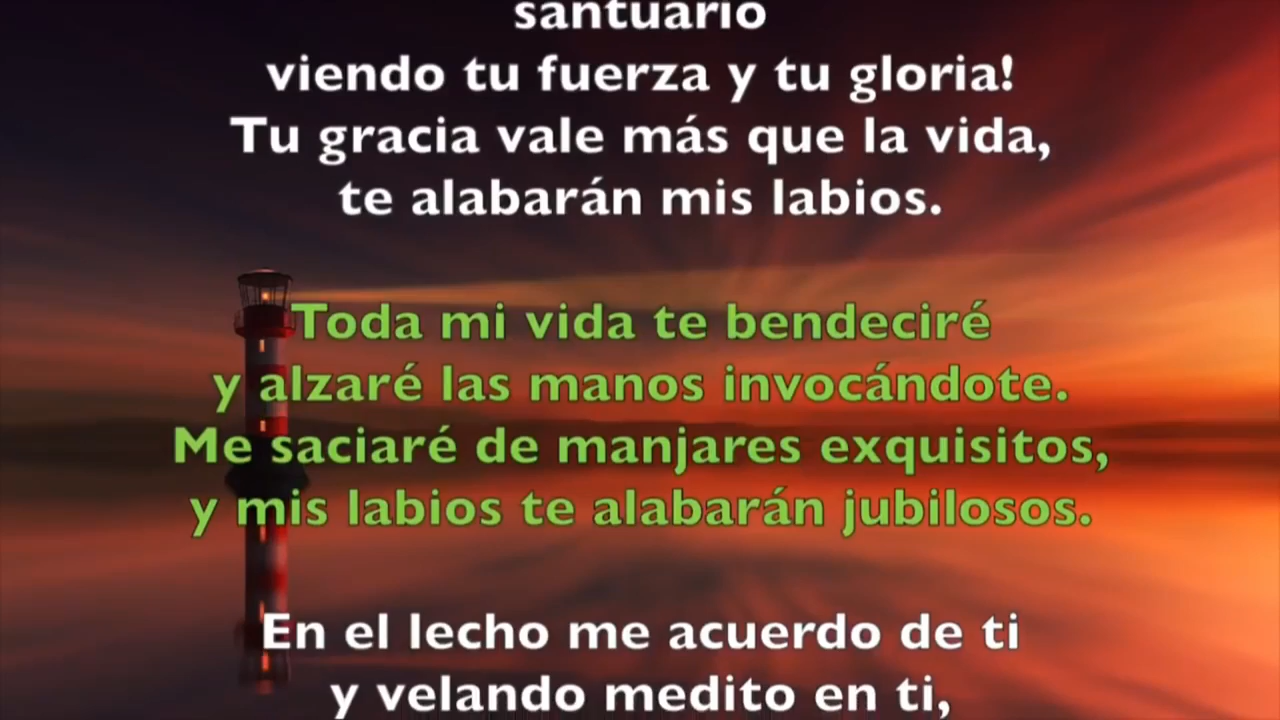 santuario
viendo tu fuerza y tu gloria!
Tu gracia vale más que la vida,
te alabarán mis labios.
Toda mi vida te bendeciré
y alzaré las manos invocándote.
Me saciaré de manjares exquisitos,
y mis labios te alabarán jubilosos.
En el lecho me acuerdo de ti
y velando medito en ti,